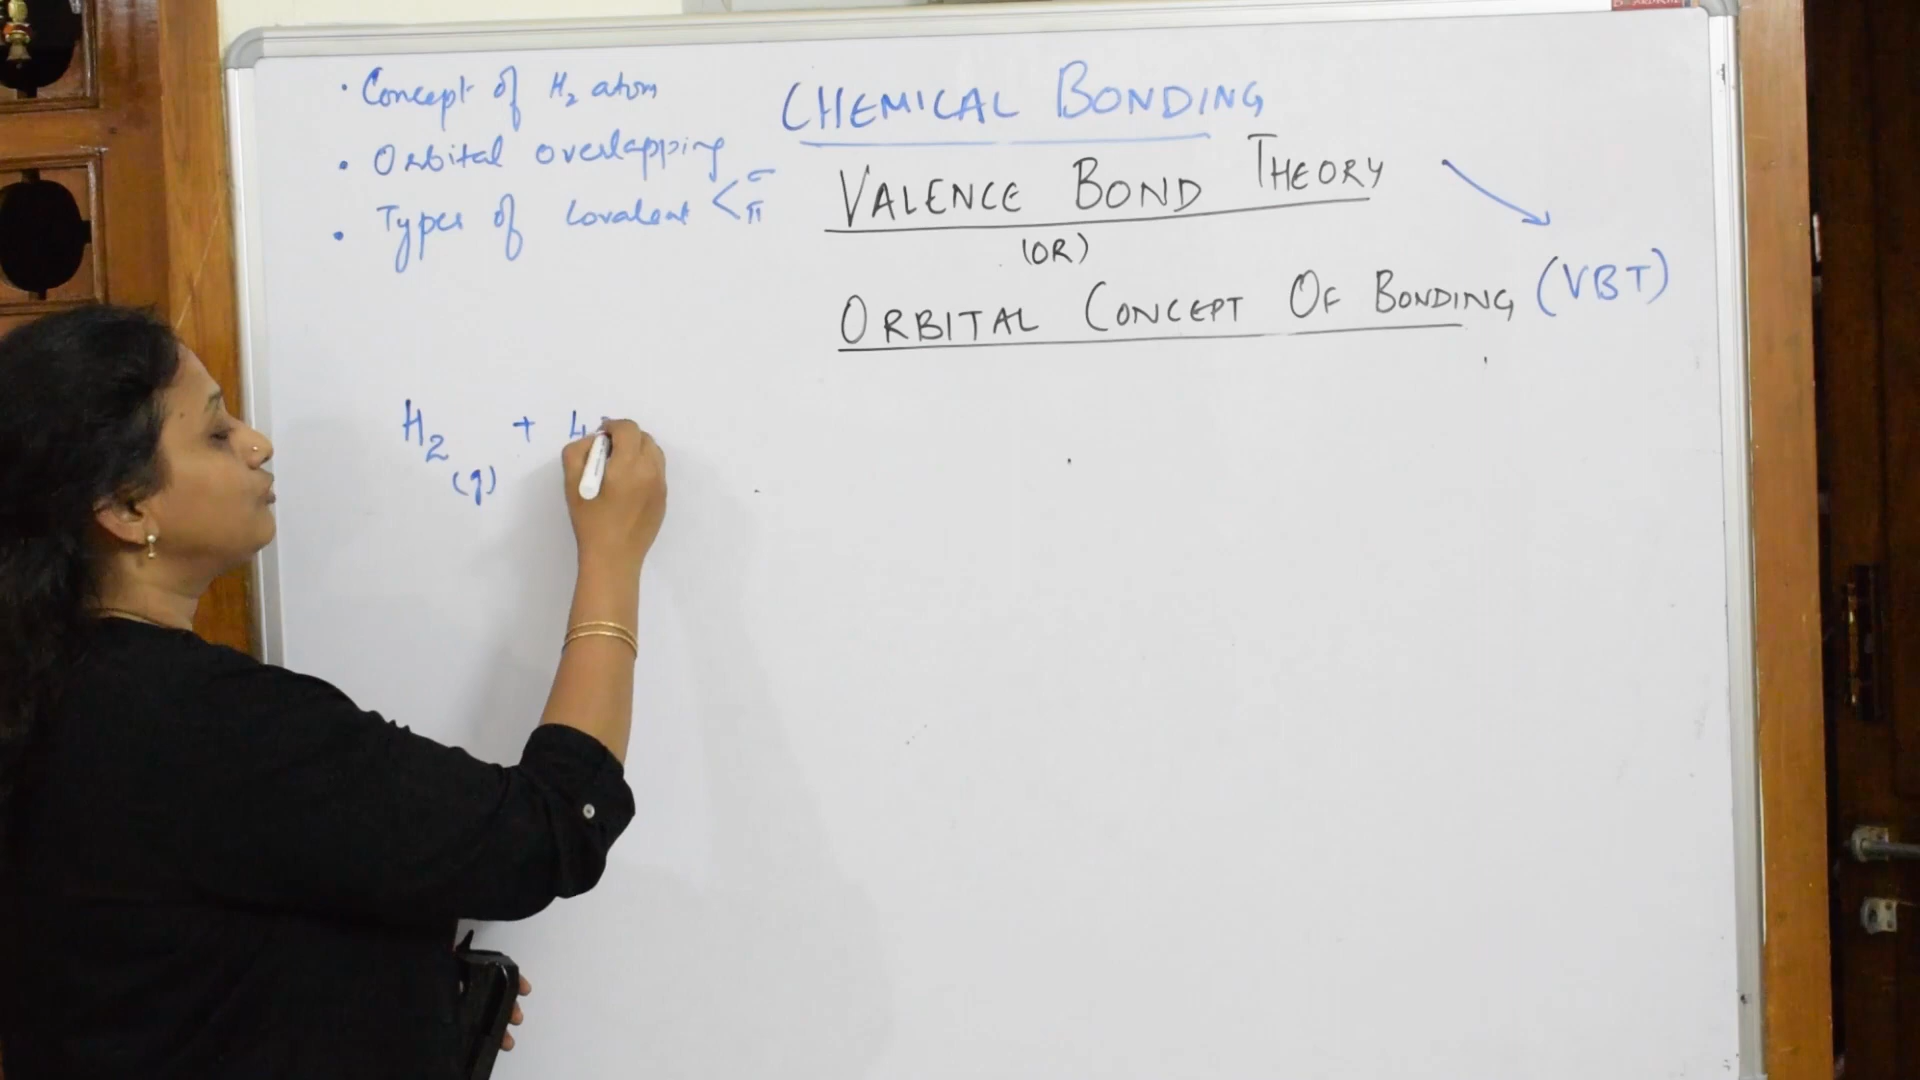 · Concept of H₂ atom
· Orbital overlapping
· Types of Covalent < σ π
CHEMICAL BONDING
VALENCE BOND THEORY
(OR)
ORBITAL CONCEPT OF BONDING (VBT)
H₂(g) + 43